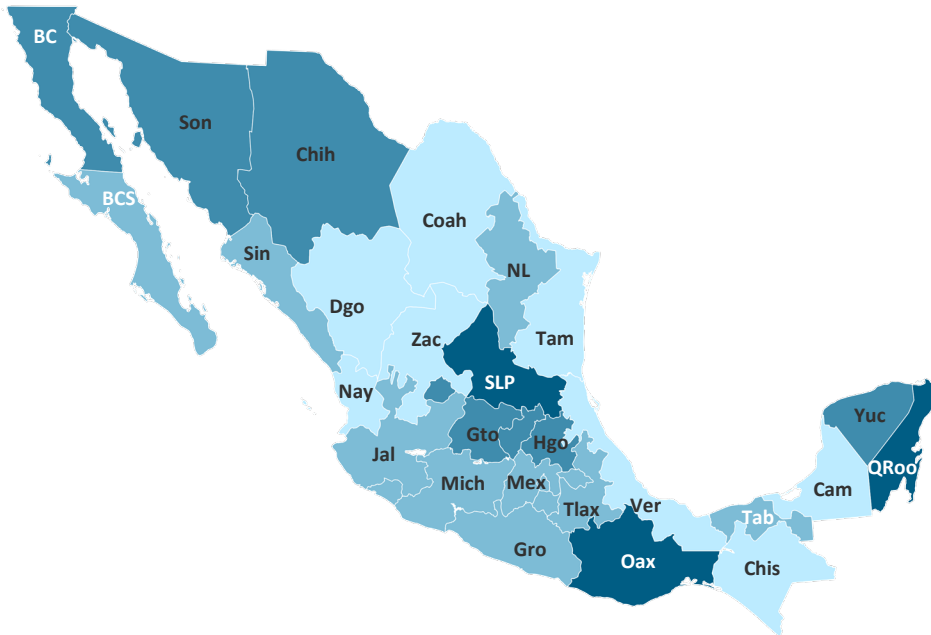 BC
Son
Chih
BCS
Coah
Sin
NL
Dgo
Zac
Tam
SLP
Nay
Yuc
Gto
Hgo
Jal
QRoo
Mich
Mex
Cam
Tlax
Ver
Tab
Gro
Oax
Chis